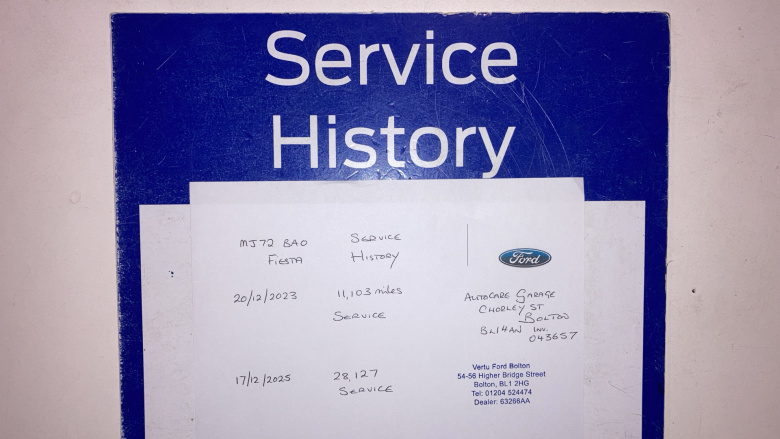 Service
History
MJ72 BAO
FIESTA
SERVICE
HISTORY
Ford
20/12/2023
11,103 miles
SERVICE
AUTOCARE GARAGE
CHORLEY ST
BOLTON
BL14AN INV.
043657
17/12/2025
28,127
SERVICE
Vertu Ford Bolton
54-56 Higher Bridge Street
Bolton, BL1 2HG
Tel: 01204 524474
Dealer: 63266AA